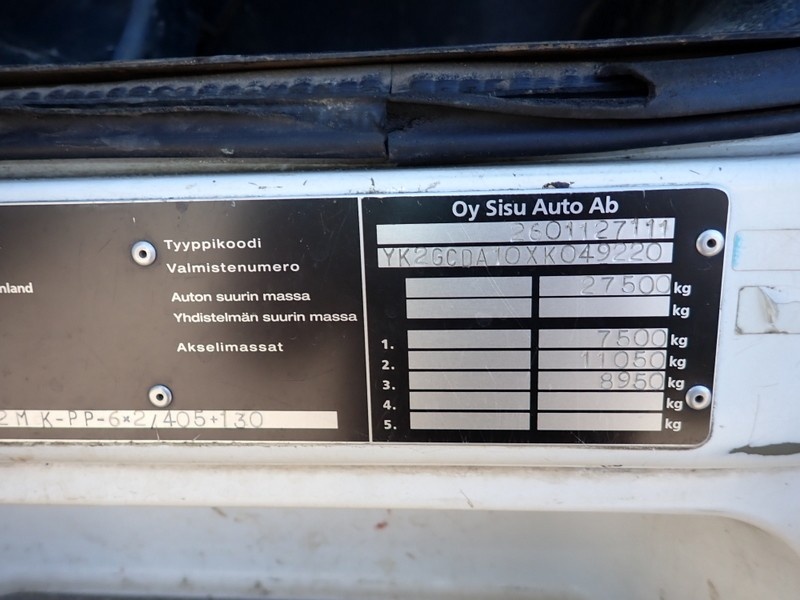 Oy Sisu Auto Ab
Tyyppikoodi 2601127111
Valmistenumero YK2GCDA10XK049220
nland
Auton suurin massa 27500 kg
Yhdistelmän suurin massa kg
Akselimassat 1. 7500 kg
2. 11050 kg
3. 8950 kg
4. kg
5. kg
2M K-PP-6×2/405+130